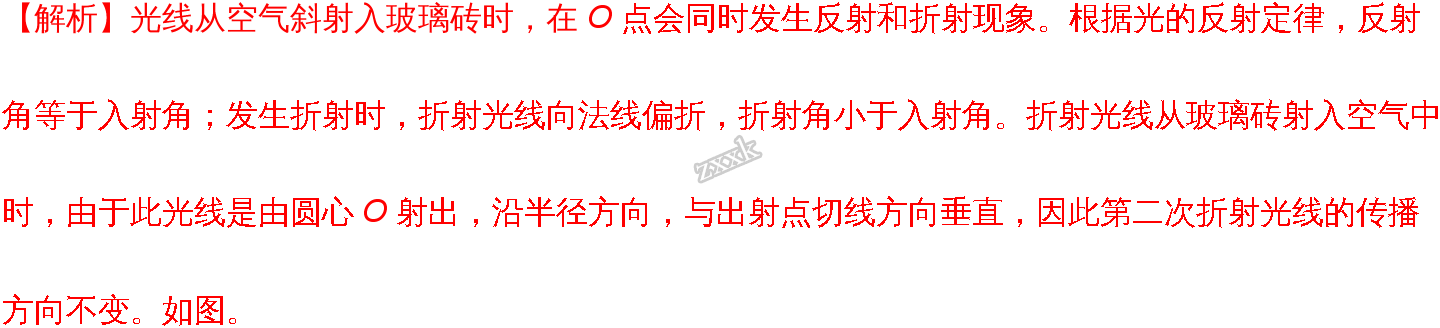 【解析】光线从空气斜射入玻璃砖时，在 O 点会同时发生反射和折射现象。根据光的反射定律，反射
角等于入射角；发生折射时，折射光线向法线偏折，折射角小于入射角。折射光线从玻璃砖射入空气中
zxxk
时，由于此光线是由圆心 O 射出，沿半径方向，与出射点切线方向垂直，因此第二次折射光线的传播
方向不变。如图。